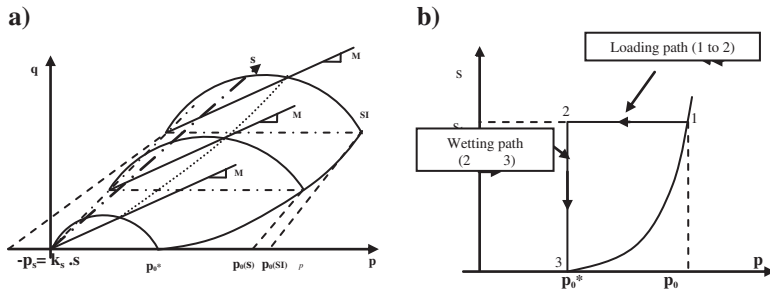 a)
q
s
M
SI
M
M
-pₛ= kₛ .s
p₀*
p₀(S)
p₀(SI)
p
p
b)
Loading path (1 to 2)
s
2
1
Wetting path
(2 3)
3
p₀*
p₀
p